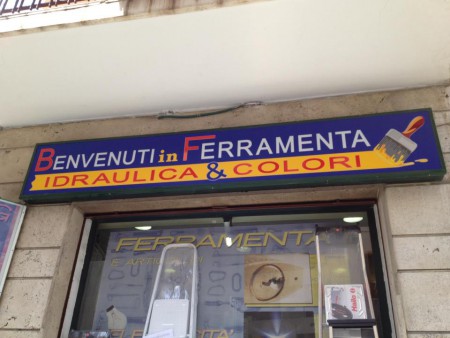 BENVENUTI in FERRAMENTA
IDRAULICA & COLORI
FERRAMENTA